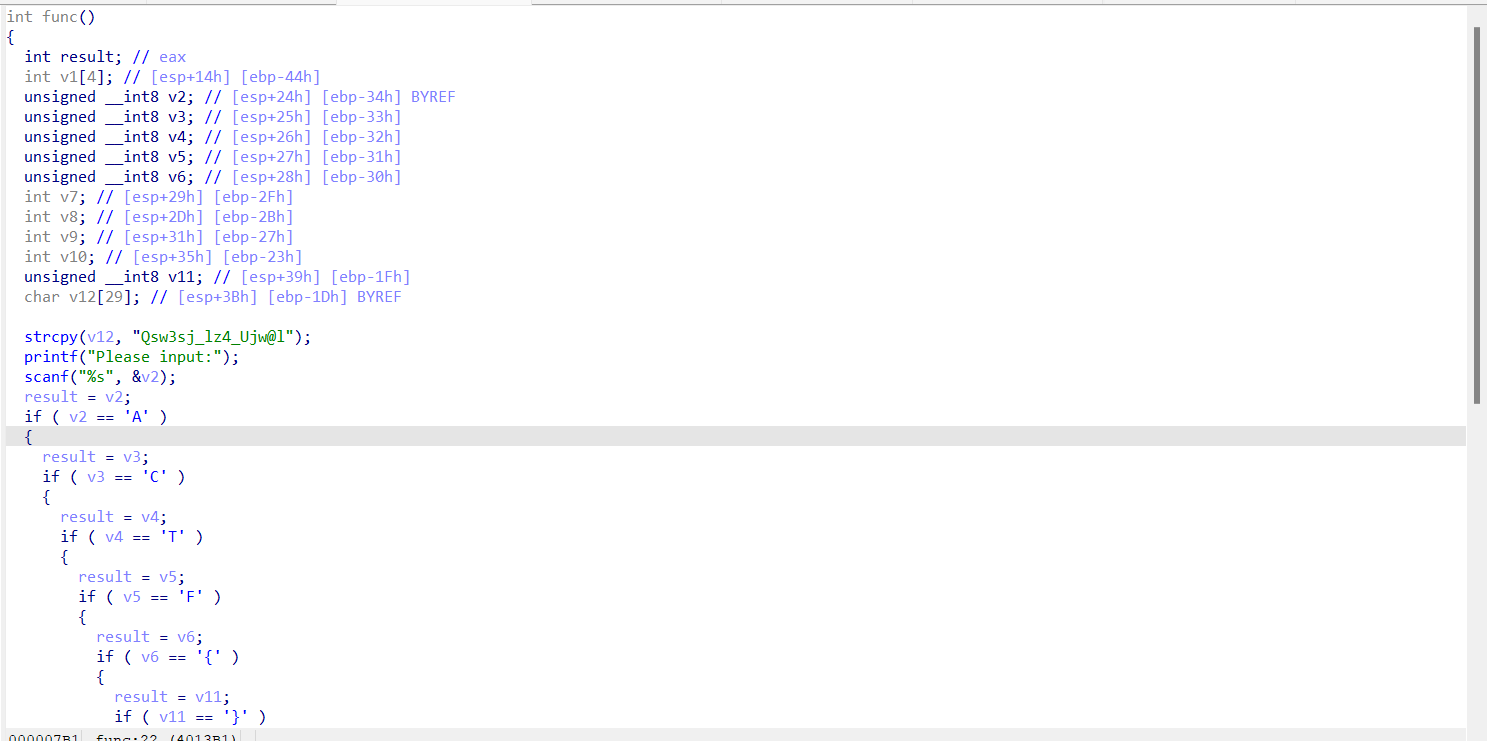 int func()
{
  int result; // eax
  int v1[4]; // [esp+14h] [ebp-44h]
  unsigned __int8 v2; // [esp+24h] [ebp-34h] BYREF
  unsigned __int8 v3; // [esp+25h] [ebp-33h]
  unsigned __int8 v4; // [esp+26h] [ebp-32h]
  unsigned __int8 v5; // [esp+27h] [ebp-31h]
  unsigned __int8 v6; // [esp+28h] [ebp-30h]
  int v7; // [esp+29h] [ebp-2Fh]
  int v8; // [esp+2Dh] [ebp-2Bh]
  int v9; // [esp+31h] [ebp-27h]
  int v10; // [esp+35h] [ebp-23h]
  unsigned __int8 v11; // [esp+39h] [ebp-1Fh]
  char v12[29]; // [esp+3Bh] [ebp-1Dh] BYREF
  strcpy(v12, "Qsw3sj_lz4_Ujw@l");
  printf("Please input:");
  scanf("%s", &v2);
  result = v2;
  if ( v2 == 'A' )
  {
    result = v3;
    if ( v3 == 'C' )
    {
      result = v4;
      if ( v4 == 'T' )
      {
        result = v5;
        if ( v5 == 'F' )
        {
          result = v6;
          if ( v6 == '{' )
          {
            result = v11;
            if ( v11 == '}' )
000007B1 func:22 (4013B1)